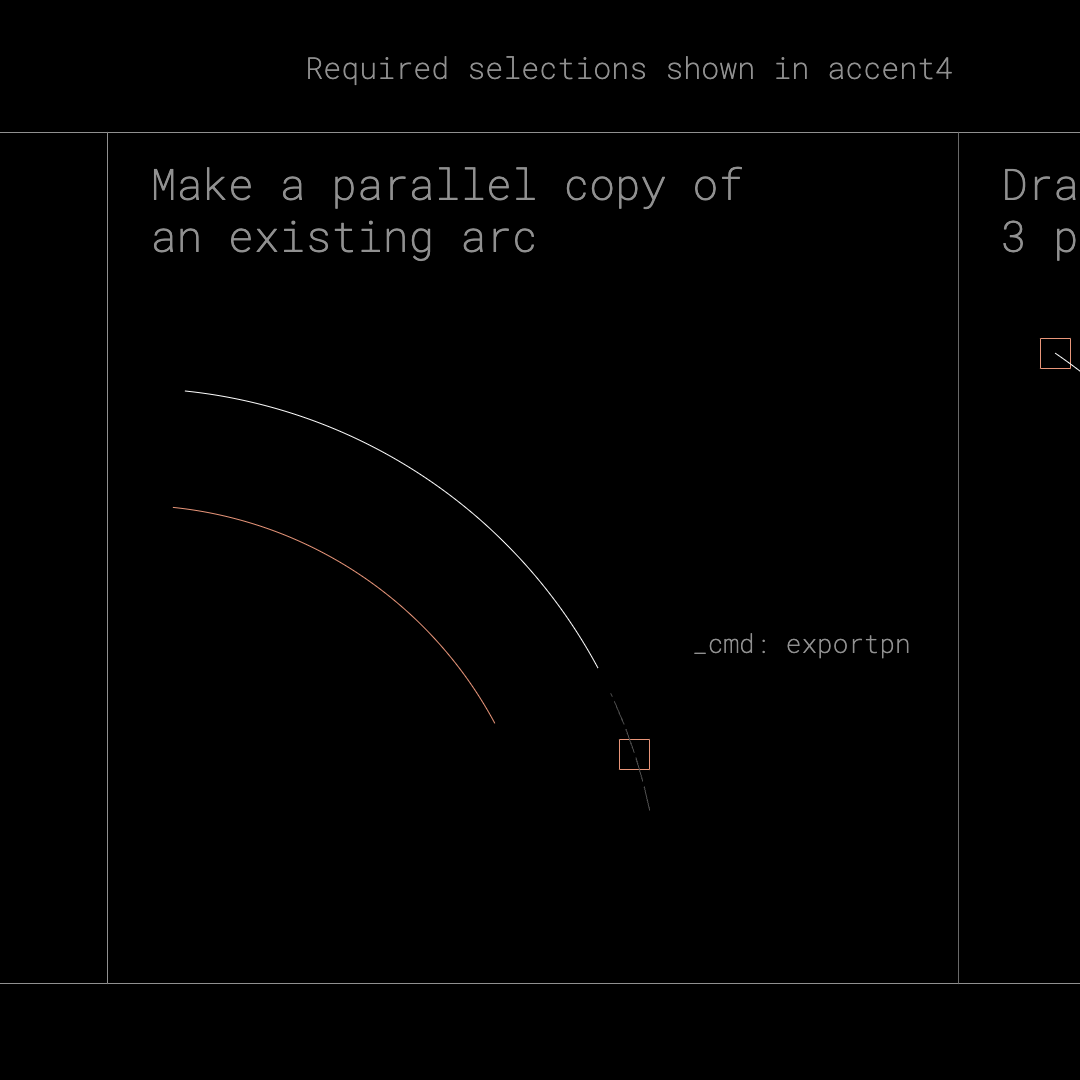 Required selections shown in accent4
Make a parallel copy of
an existing arc
_cmd: exportpn
Dra
3 p